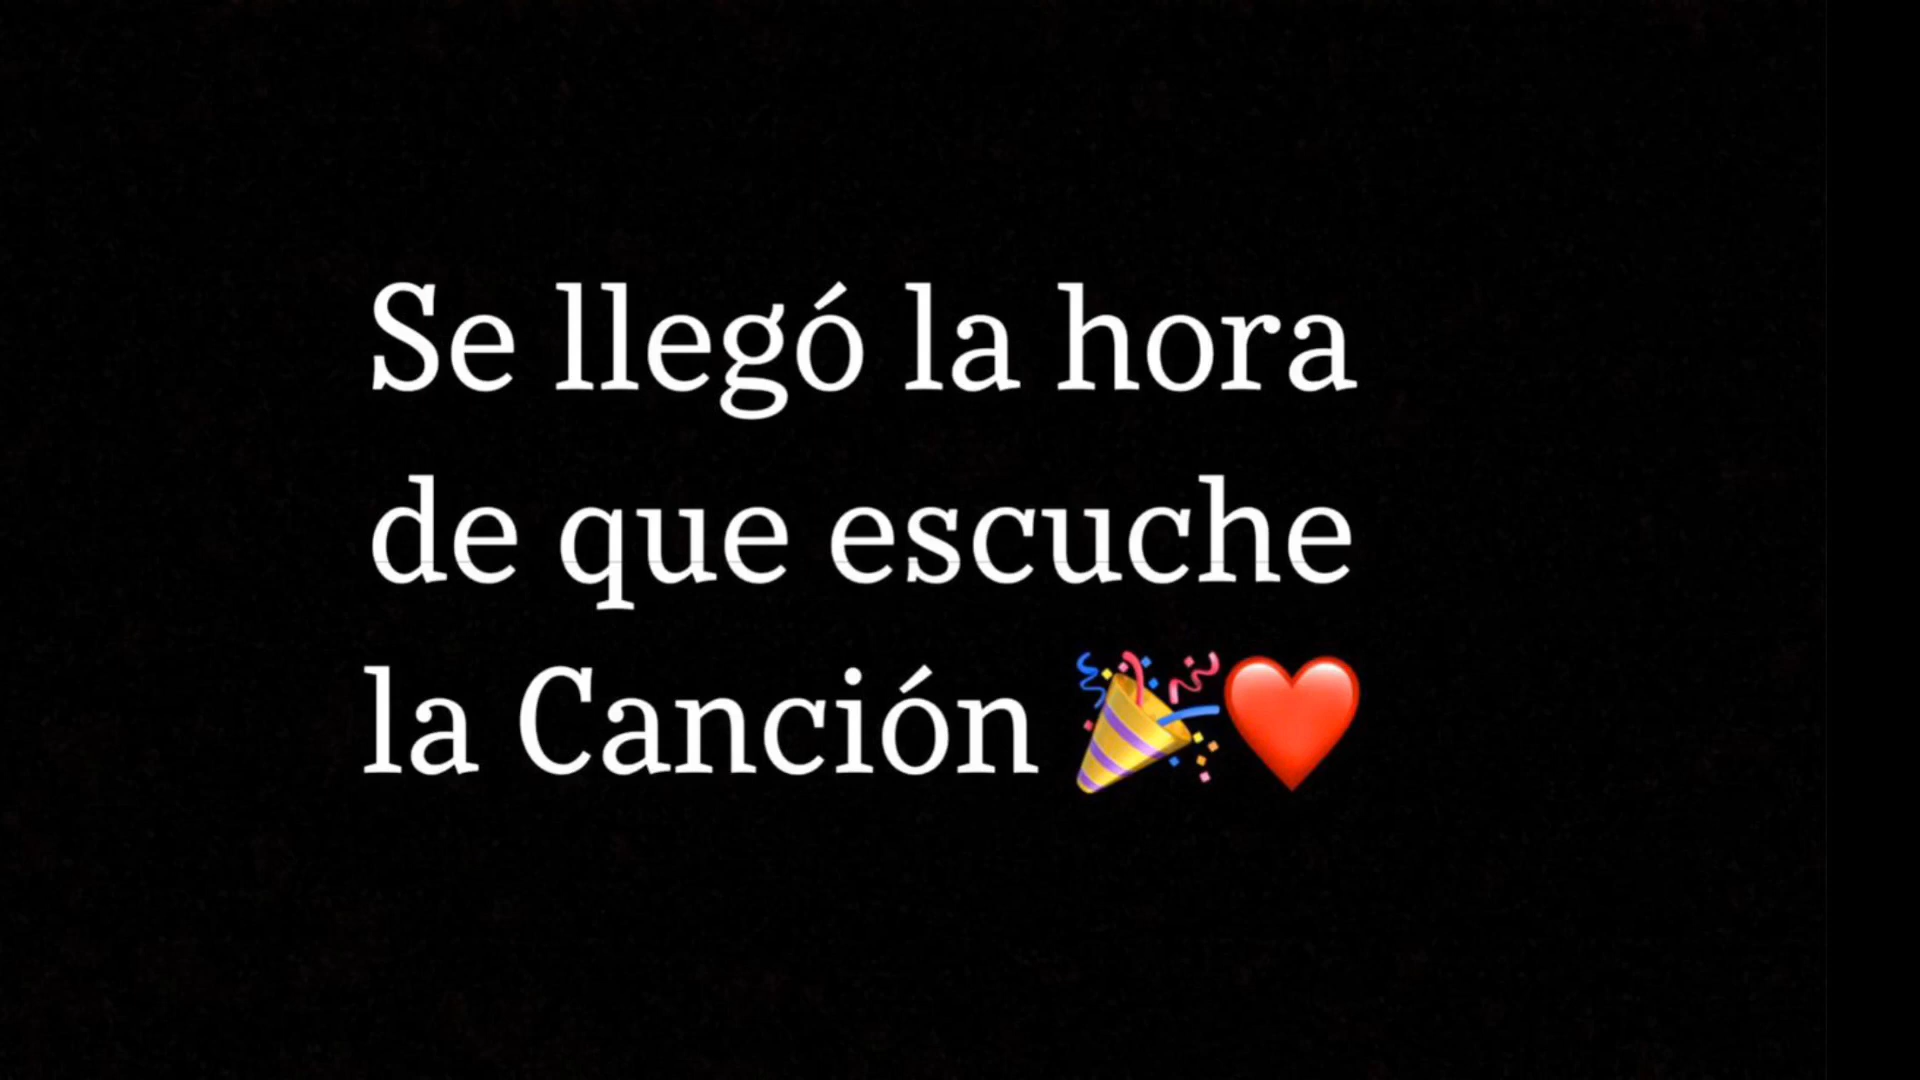 Se llegó la hora
de que escuche
la Canción 🎉❤️